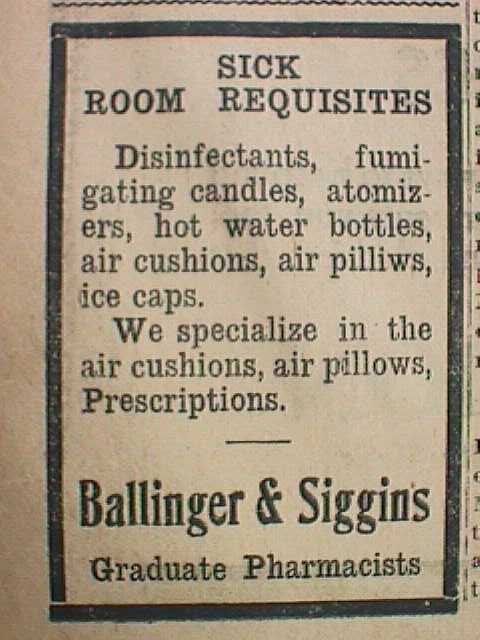 SICK
ROOM REQUISITES
Disinfectants, fumi-
gating candles, atomiz-
ers, hot water bottles,
air cushions, air pilliws,
ice caps.
We specialize in the
air cushions, air pillows,
Prescriptions.
Ballinger & Siggins
Graduate Pharmacists